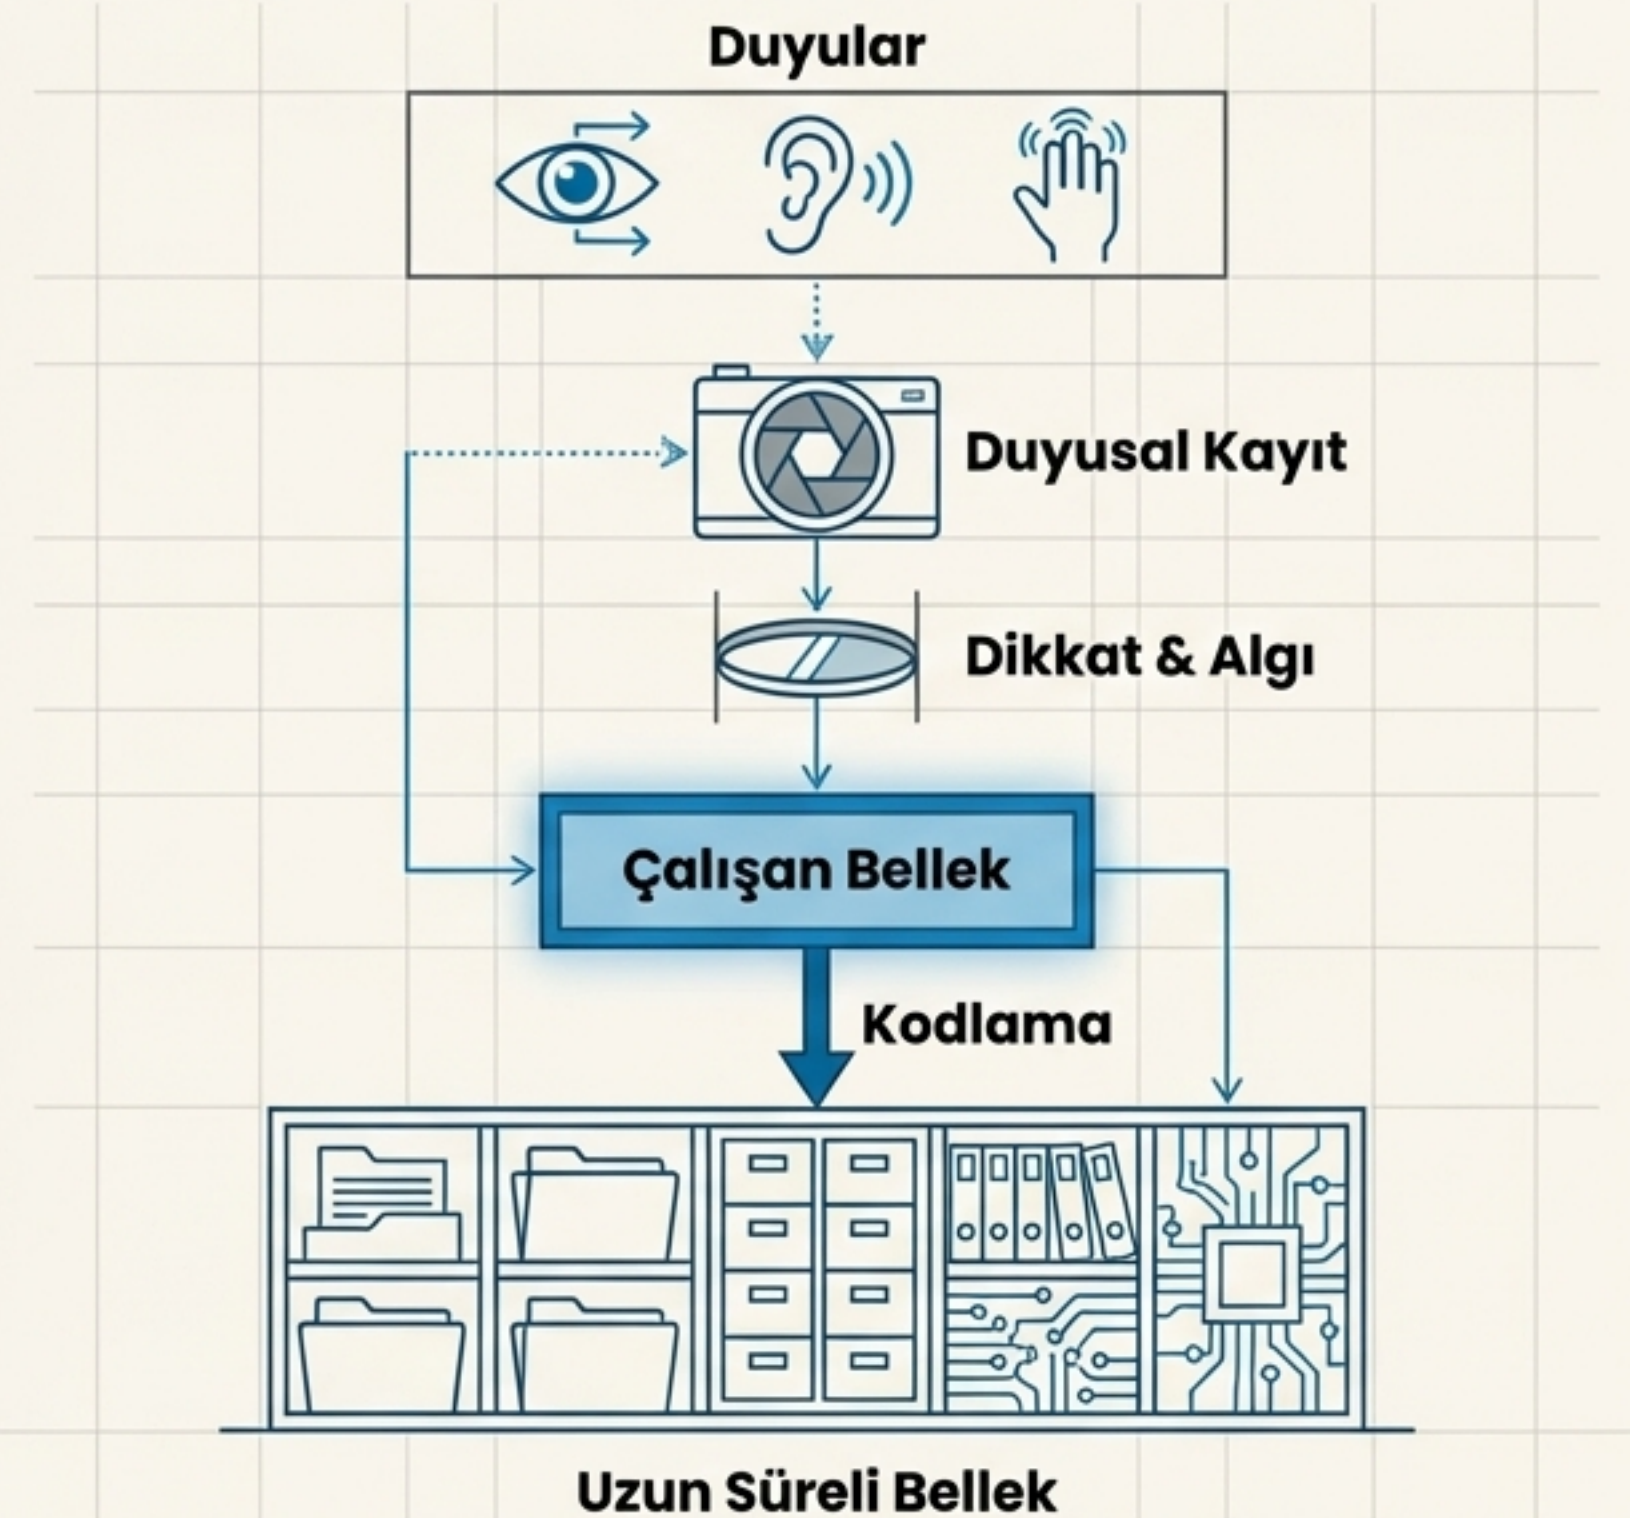 Duyular
Duyusal Kayıt
Dikkat & Algı
Çalışan Bellek
Kodlama
Uzun Süreli Bellek